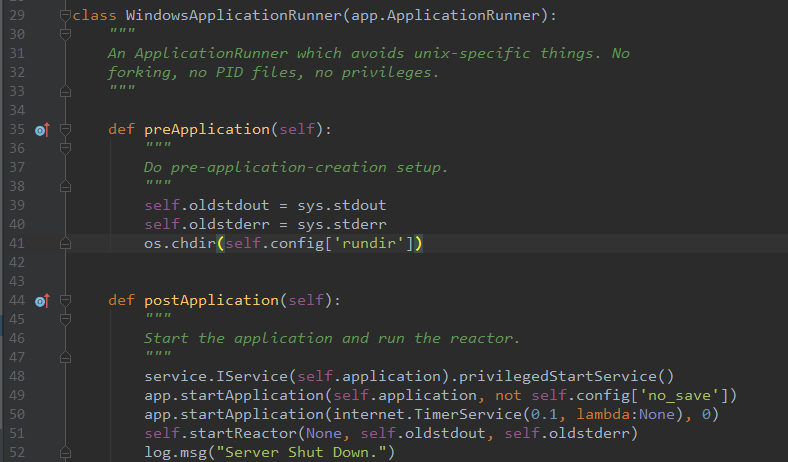 29 class WindowsApplicationRunner(app.ApplicationRunner):
30     """
31     An ApplicationRunner which avoids unix-specific things. No
32     forking, no PID files, no privileges.
33     """
34
35     def preApplication(self):
36         """
37         Do pre-application-creation setup.
38         """
39         self.oldstdout = sys.stdout
40         self.oldstderr = sys.stderr
41         os.chdir(self.config['rundir'])
42
43
44     def postApplication(self):
45         """
46         Start the application and run the reactor.
47         """
48         service.IService(self.application).privilegedStartService()
49         app.startApplication(self.application, not self.config['no_save'])
50         app.startApplication(internet.TimerService(0.1, lambda:None), 0)
51         self.startReactor(None, self.oldstdout, self.oldstderr)
52         log.msg("Server Shut Down.")